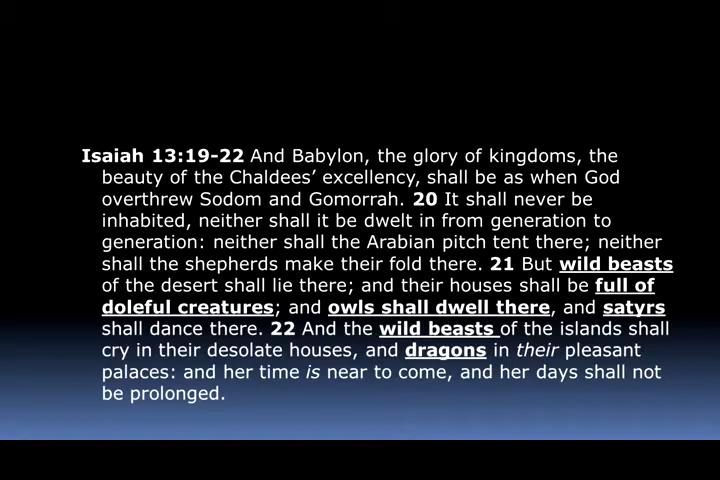 Isaiah 13:19-22 And Babylon, the glory of kingdoms, the
beauty of the Chaldees’ excellency, shall be as when God
overthrew Sodom and Gomorrah. 20 It shall never be
inhabited, neither shall it be dwelt in from generation to
generation: neither shall the Arabian pitch tent there; neither
shall the shepherds make their fold there. 21 But wild beasts
of the desert shall lie there; and their houses shall be full of
doleful creatures; and owls shall dwell there, and satyrs
shall dance there. 22 And the wild beasts of the islands shall
cry in their desolate houses, and dragons in their pleasant
palaces: and her time is near to come, and her days shall not
be prolonged.